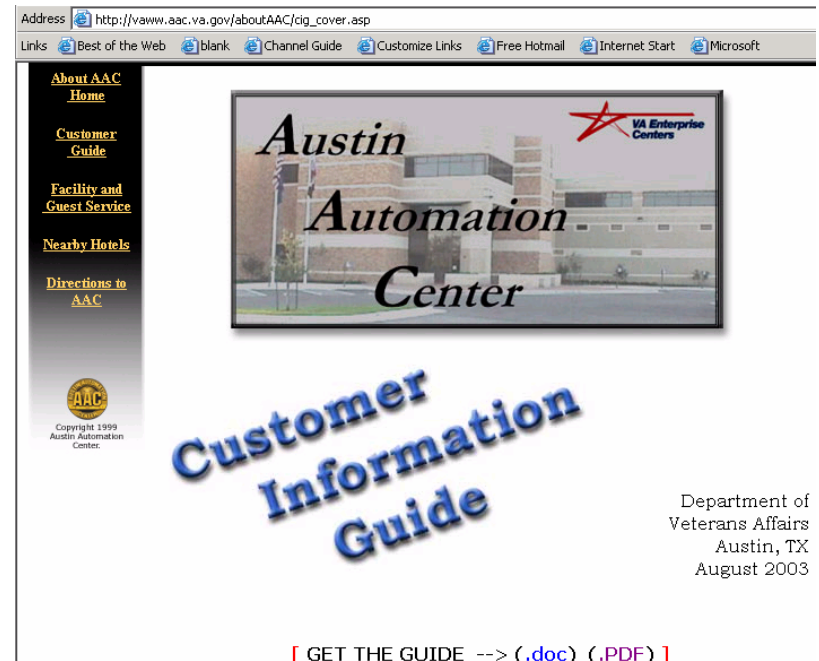 Address http://vaww.aac.va.gov/aboutAAC/cig_cover.asp
Links Best of the Web blank Channel Guide Customize Links Free Hotmail Internet Start Microsoft
About AAC
Home
Customer
Guide
Facility and
Guest Service
Nearby Hotels
Directions to
AAC
AAC
Copyright 1999
Austin Automation
Center.
Austin
Automation
Center
VA Enterprise
Centers
Customer
Information
Guide
Department of
Veterans Affairs
Austin, TX
August 2003
[ GET THE GUIDE --> (.doc) (.PDF) ]